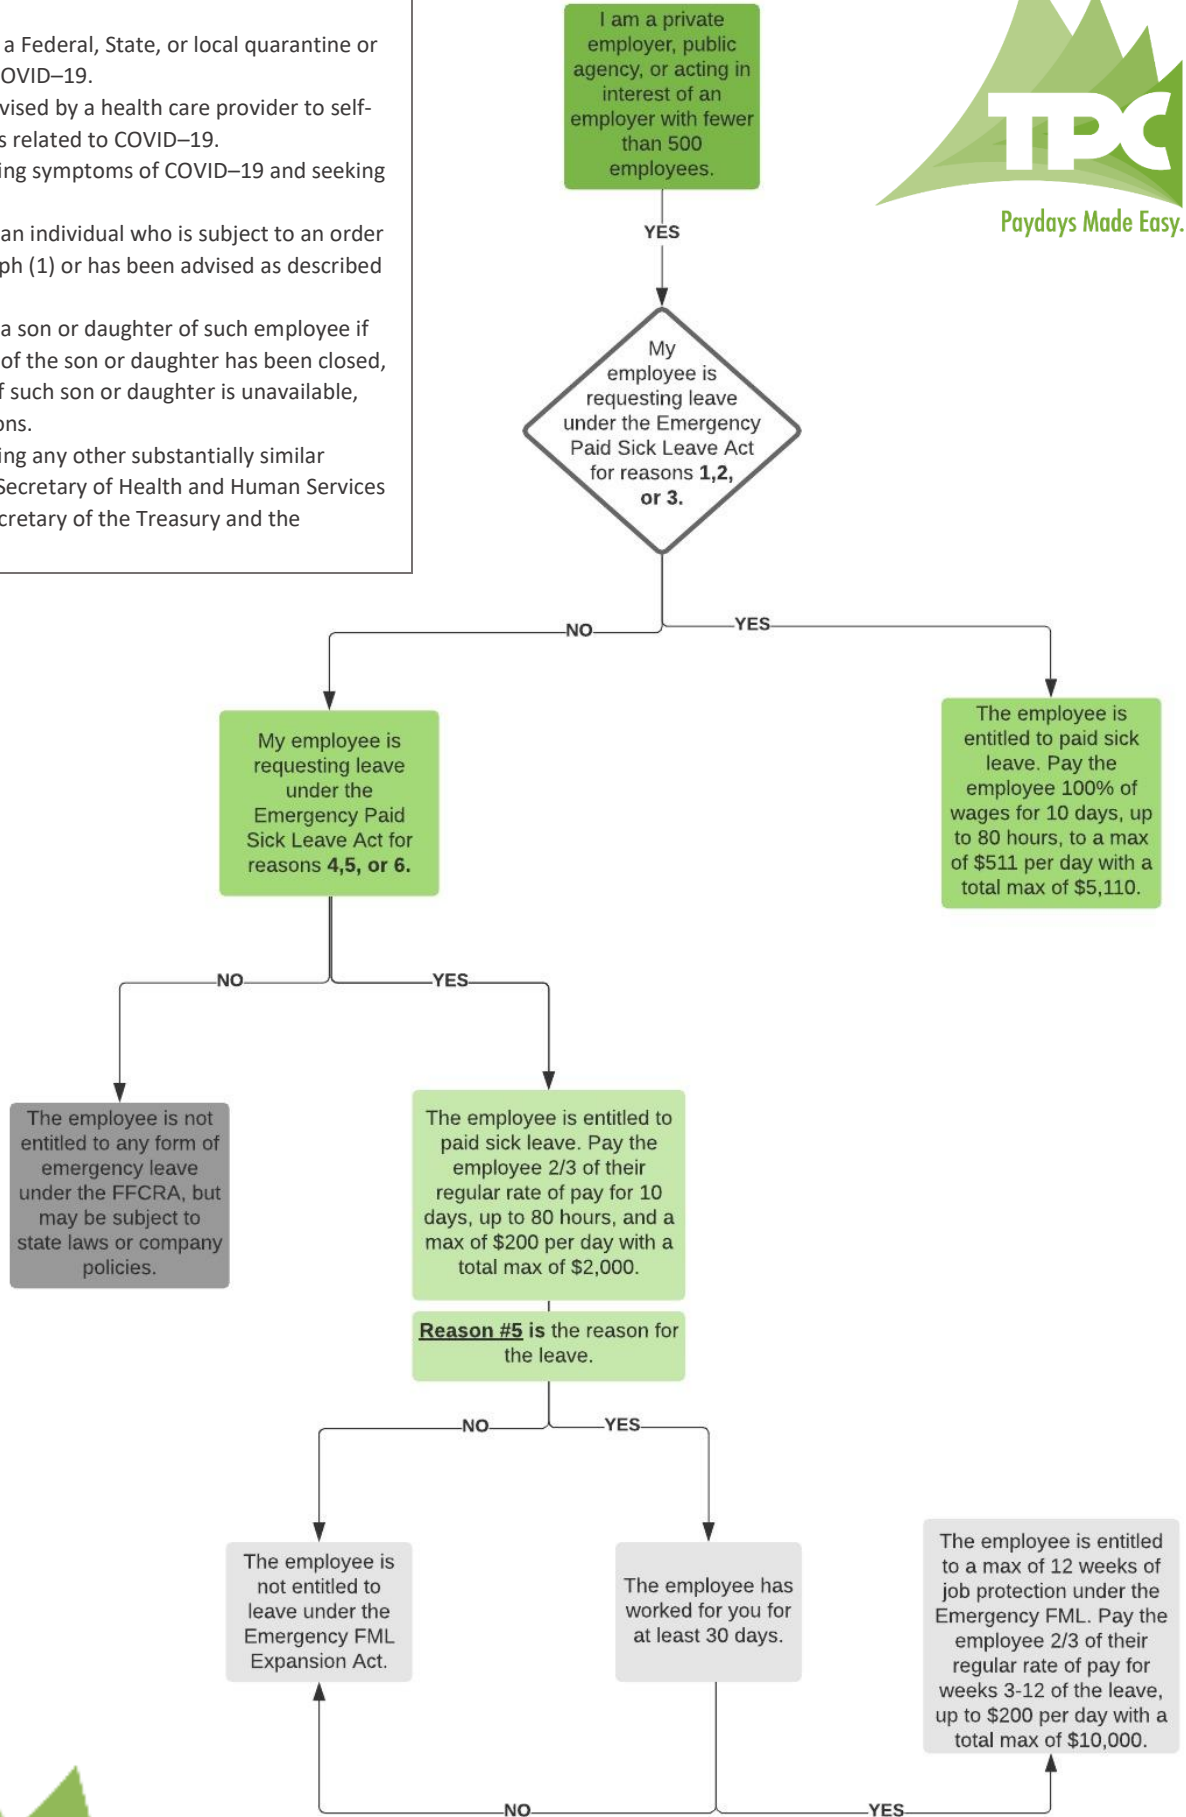 a Federal, State, or local quarantine or
OVID–19.
vised by a health care provider to self-
s related to COVID–19.
ing symptoms of COVID–19 and seeking
an individual who is subject to an order
ph (1) or has been advised as described
a son or daughter of such employee if
of the son or daughter has been closed,
f such son or daughter is unavailable,
ons.
ing any other substantially similar
Secretary of Health and Human Services
cretary of the Treasury and the
I am a private
employer, public
agency, or acting in
interest of an
employer with fewer
than 500
employees.
TPC
Paydays Made Easy.
YES
My
employee is
requesting leave
under the Emergency
Paid Sick Leave Act
for reasons 1,2,
or 3.
NO
YES
My employee is
requesting leave
under the
Emergency Paid
Sick Leave Act for
reasons 4,5, or 6.
The employee is
entitled to paid sick
leave. Pay the
employee 100% of
wages for 10 days, up
to 80 hours, to a max
of $511 per day with a
total max of $5,110.
NO
YES
The employee is not
entitled to any form of
emergency leave
under the FFCRA, but
may be subject to
state laws or company
policies.
The employee is entitled to
paid sick leave. Pay the
employee 2/3 of their
regular rate of pay for 10
days, up to 80 hours, and a
max of $200 per day with a
total max of $2,000.
Reason #5 is the reason for
the leave.
NO
YES
The employee is
not entitled to
leave under the
Emergency FML
Expansion Act.
The employee has
worked for you for
at least 30 days.
The employee is entitled
to a max of 12 weeks of
job protection under the
Emergency FML. Pay the
employee 2/3 of their
regular rate of pay for
weeks 3-12 of the leave,
up to $200 per day with a
total max of $10,000.
NO
YES